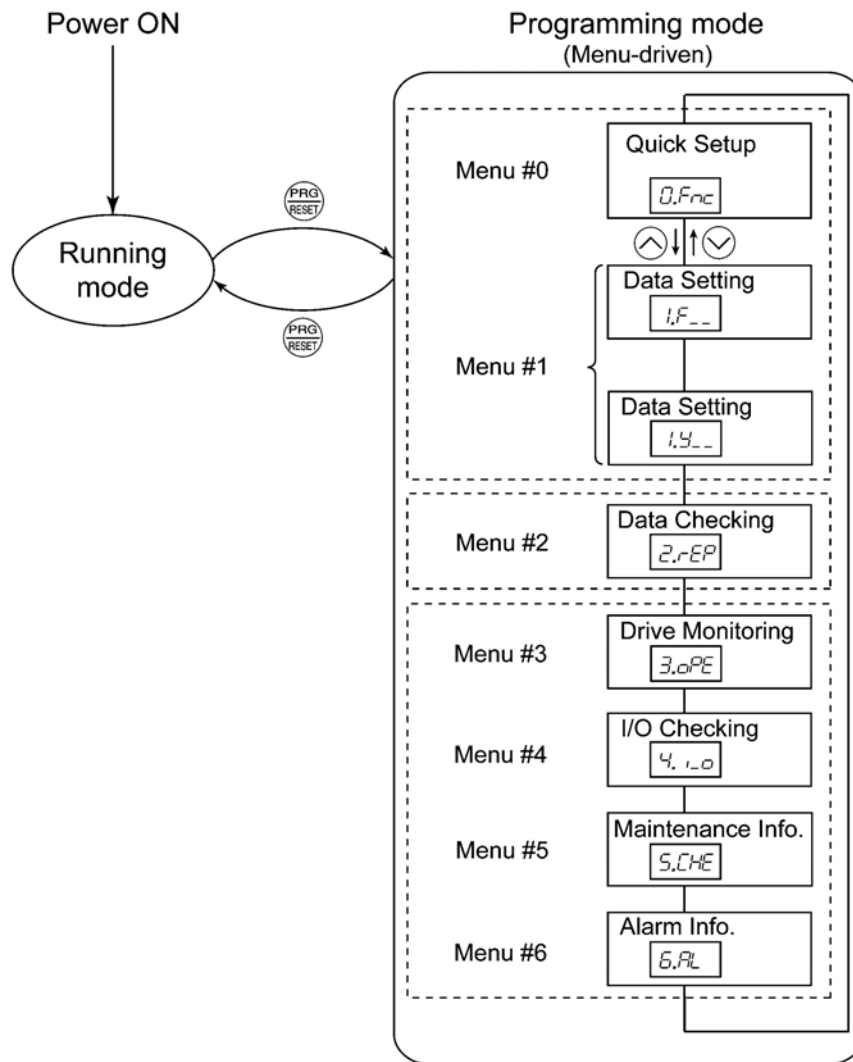 Power ON
Programming mode
(Menu-driven)
Menu #0
Quick Setup
0.Fnc
PRG
RESET
Running
mode
PRG
RESET
Menu #1
Data Setting
1.F__
Data Setting
1.y__
Menu #2
Data Checking
2.rEP
Menu #3
Drive Monitoring
3.oPE
Menu #4
I/O Checking
4.i_o
Menu #5
Maintenance Info.
5.CHE
Menu #6
Alarm Info.
6.AL